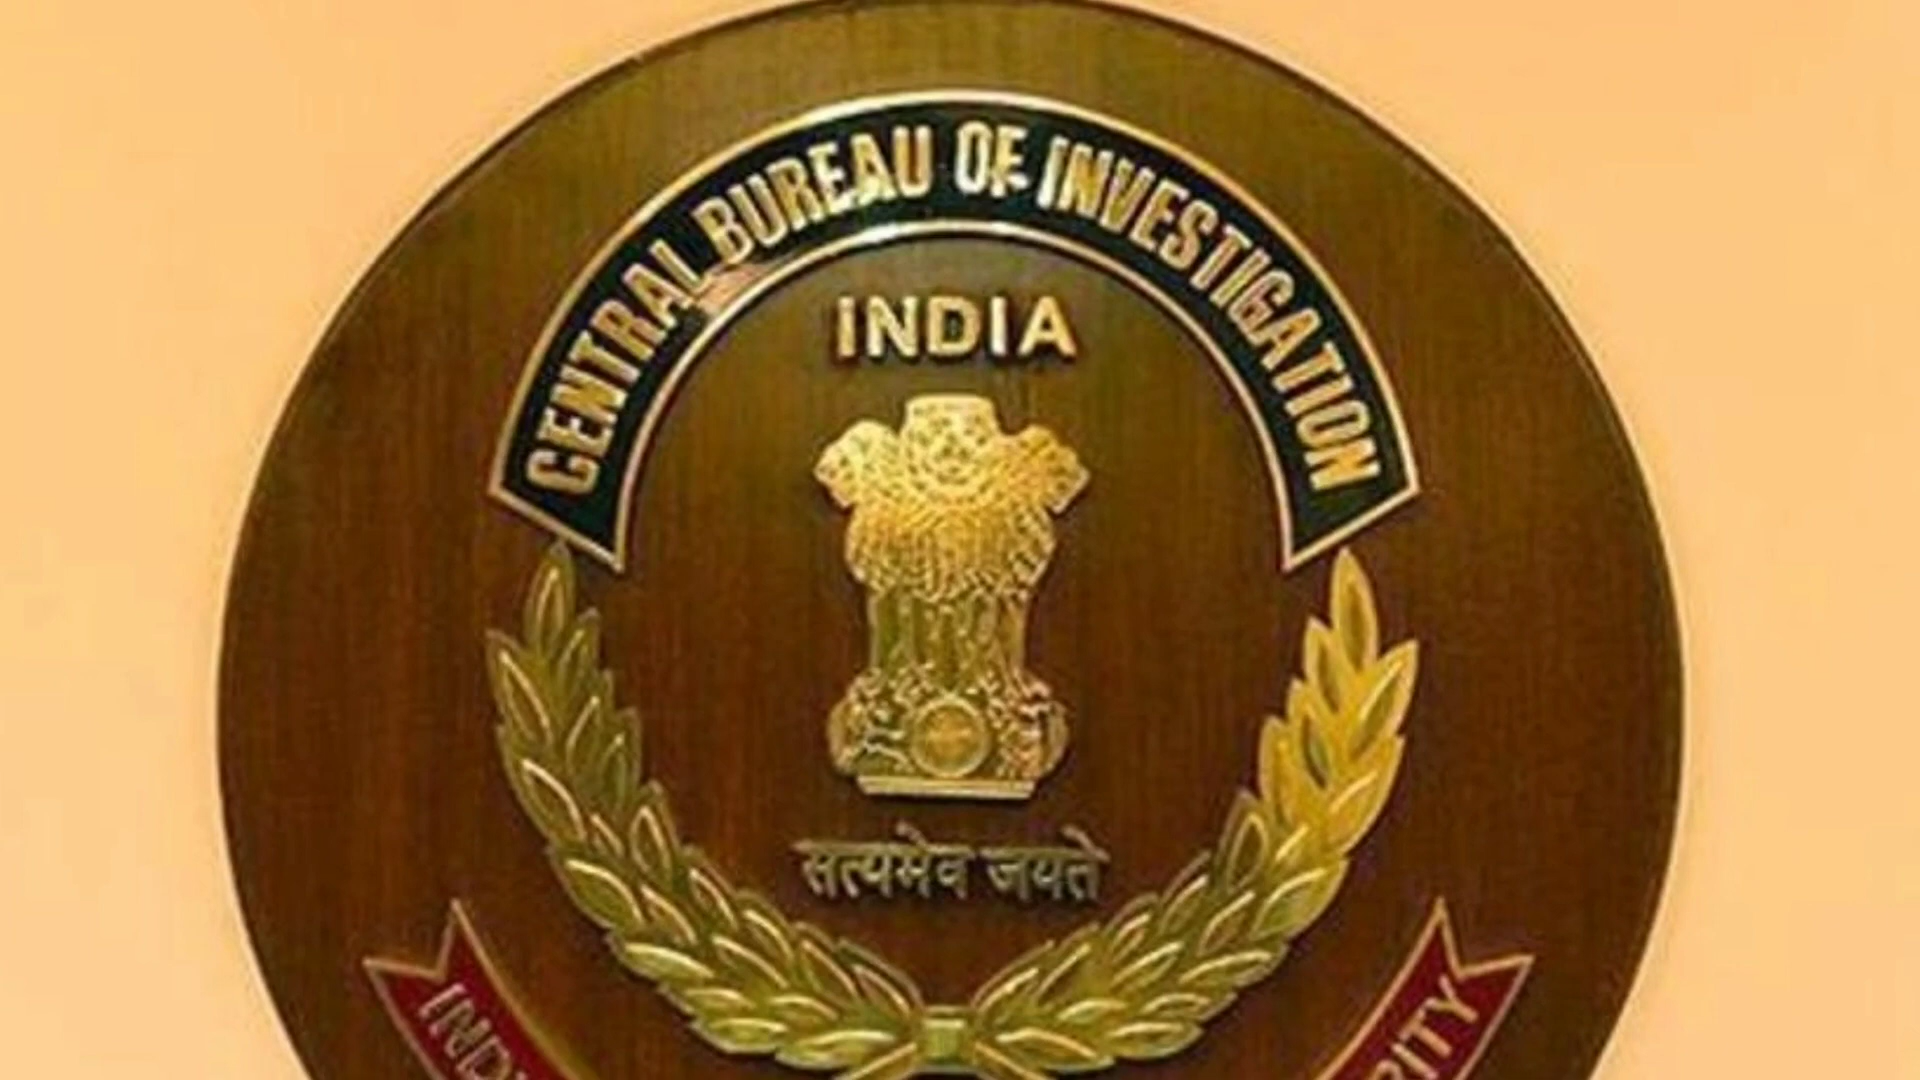 CENTRAL BUREAU OF INVESTIGATION
INDIA
सत्यमेव जयते